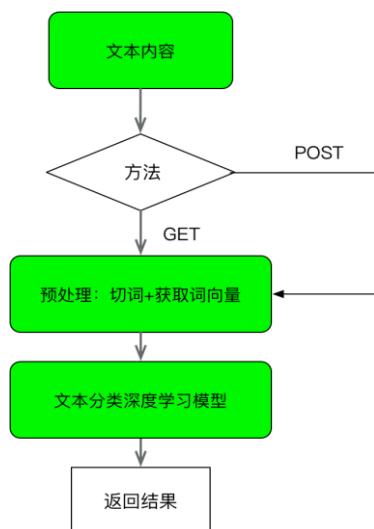 文本内容
方法
POST
GET
预处理：切词+获取词向量
文本分类深度学习模型
返回结果